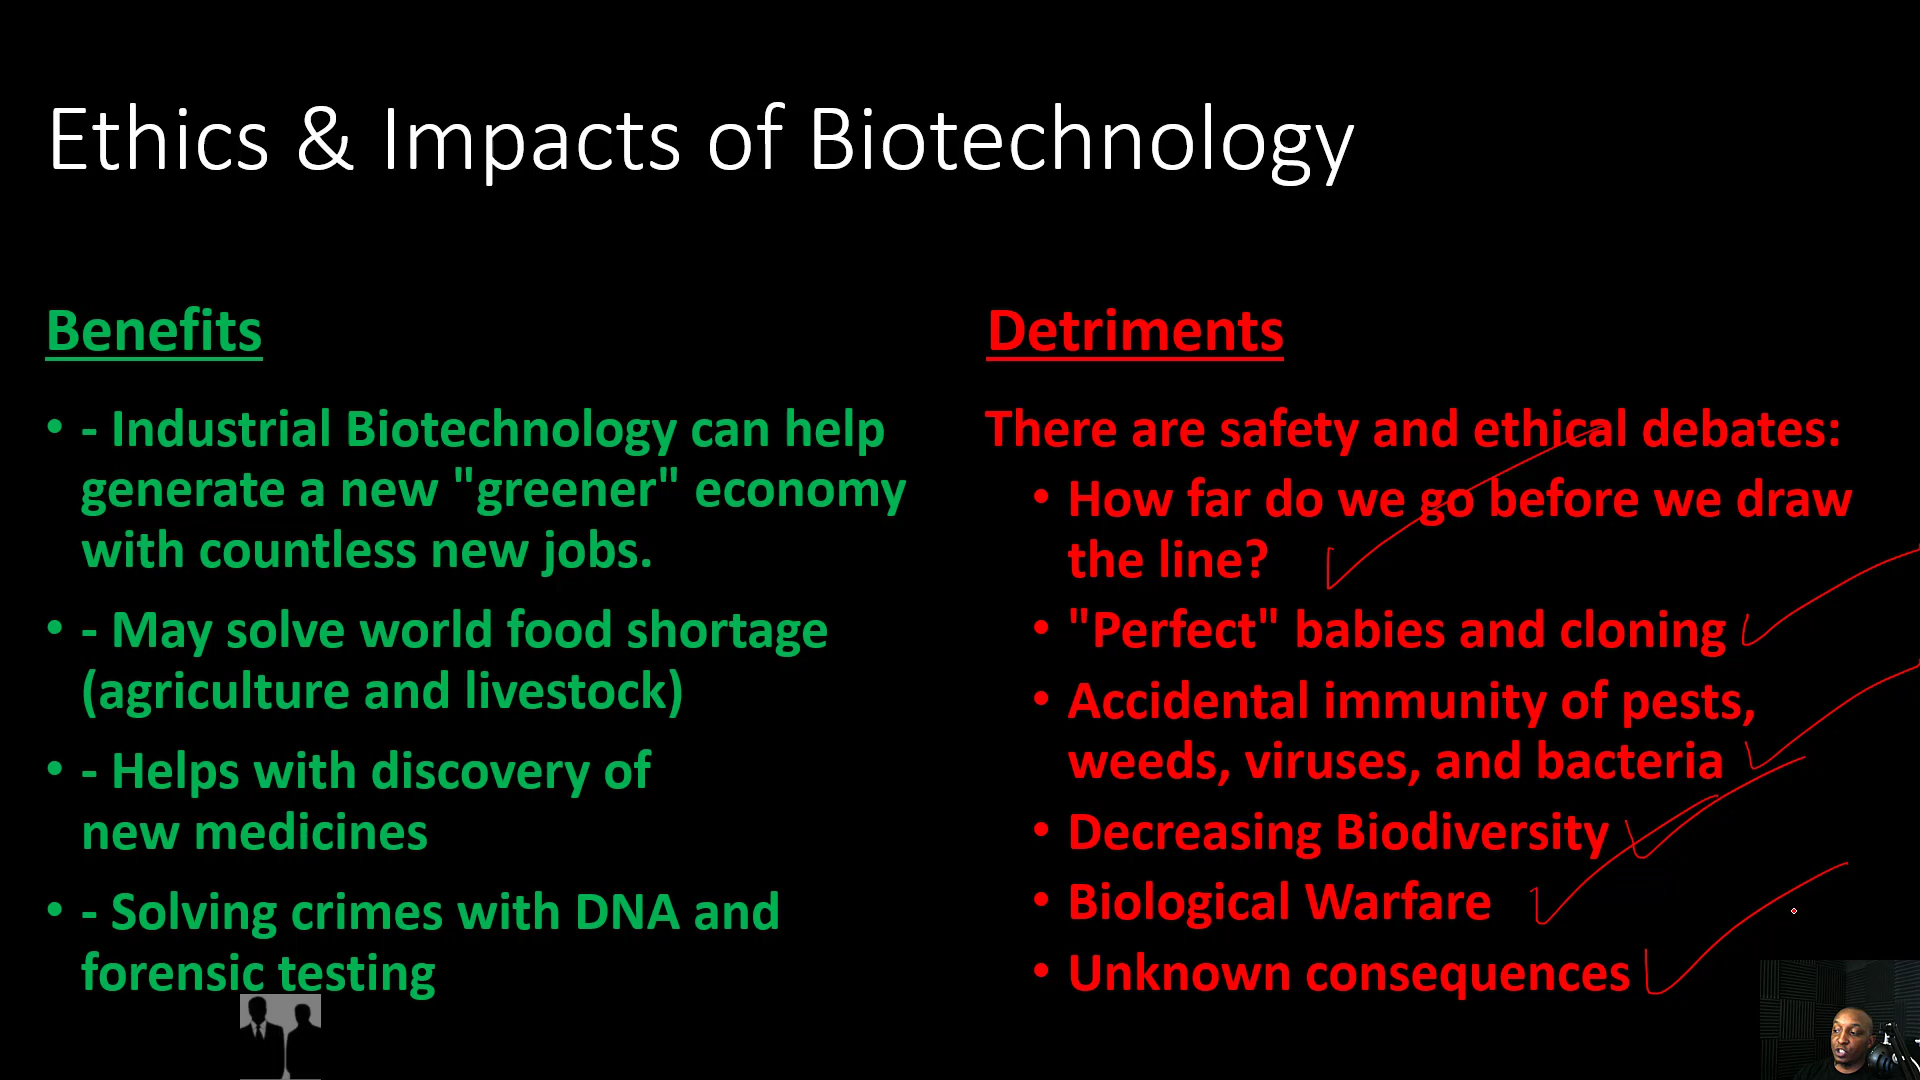 Ethics & Impacts of Biotechnology
Benefits
• - Industrial Biotechnology can help
generate a new "greener" economy
with countless new jobs.
• - May solve world food shortage
(agriculture and livestock)
• - Helps with discovery of
new medicines
• - Solving crimes with DNA and
forensic testing
Detriments
There are safety and ethical debates:
• How far do we go before we draw
the line?
• "Perfect" babies and cloning
• Accidental immunity of pests,
weeds, viruses, and bacteria
• Decreasing Biodiversity
• Biological Warfare
• Unknown consequences